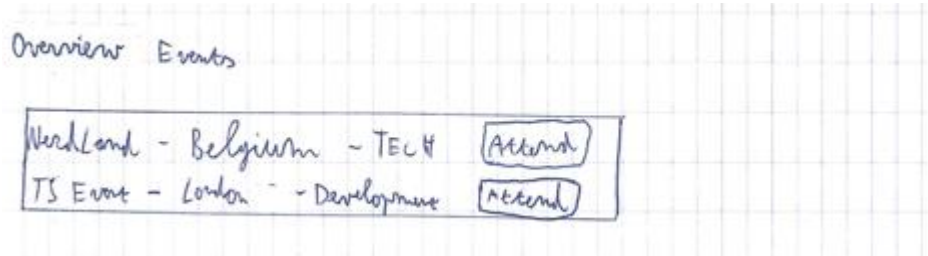 Overview Events
NerdLand - Belgium - TECH Attend
TS Event - London - Development Attend